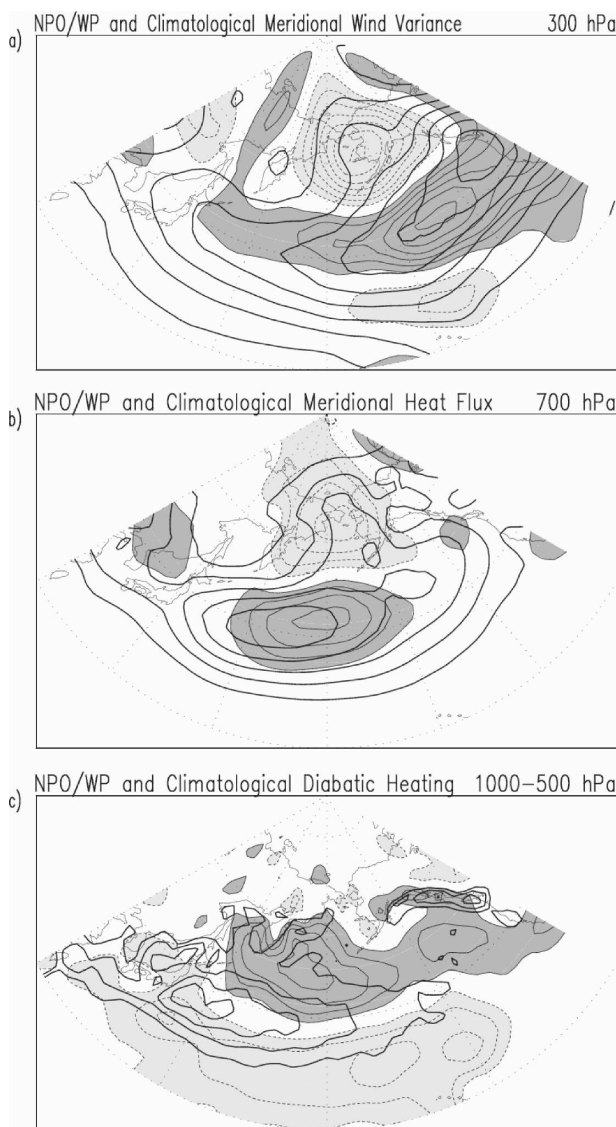 a) NPO/WP and Climatological Meridional Wind Variance 300 hPa
b) NPO/WP and Climatological Meridional Heat Flux 700 hPa
c) NPO/WP and Climatological Diabatic Heating 1000-500 hPa